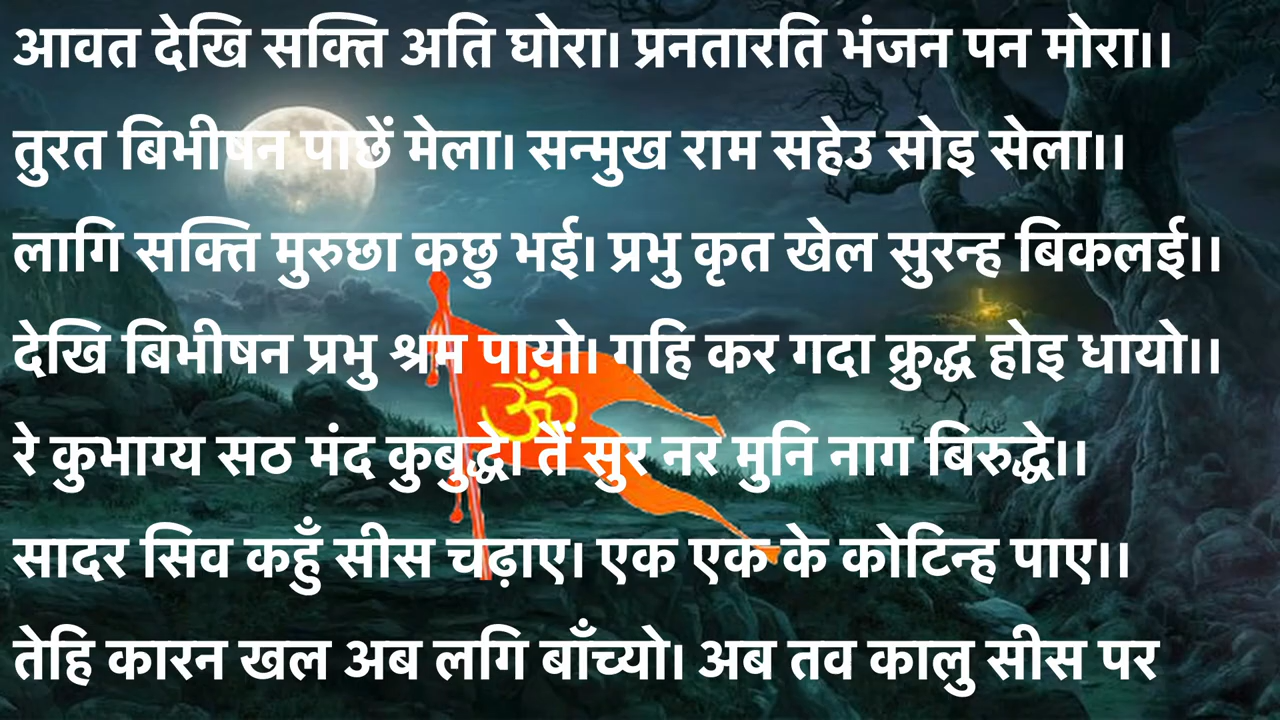 आवत देखि सक्ति अति घोरा। प्रनतारति भंजन पन मोरा।।
तुरत बिभीषन पाछें मेला। सन्मुख राम सहेउ सोइ सेला।।
लागि सक्ति मुरुछा कछु भई। प्रभु कृत खेल सुरन्ह बिकलई।।
देखि बिभीषन प्रभु श्रम पायो। गहि कर गदा क्रुद्ध होइ धायो।।
रे कुभाग्य सठ मंद कुबुद्धे। तैं सुर नर मुनि नाग बिरुद्धे।।
सादर सिव कहुँ सीस चढ़ाए। एक एक के कोटिन्ह पाए।।
तेहि कारन खल अब लगि बाँच्यो। अब तव कालु सीस पर
ॐ